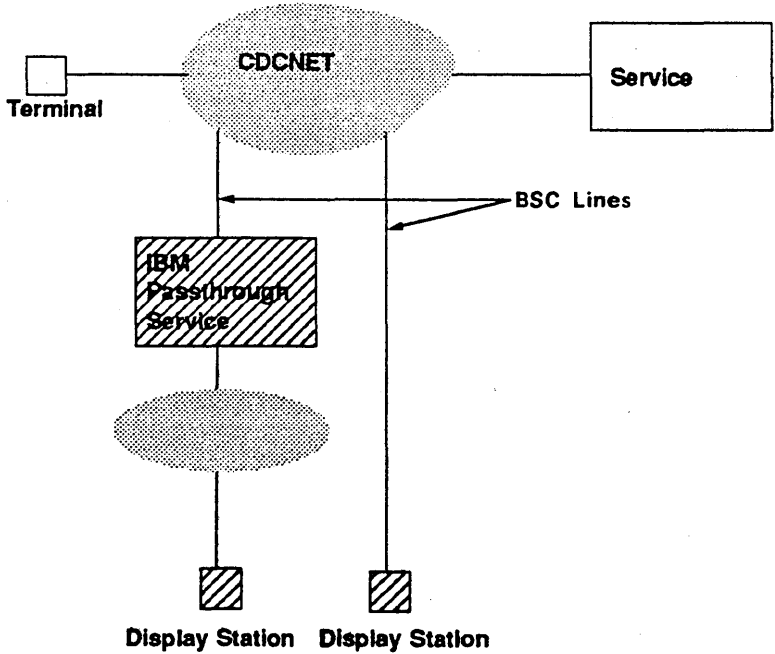 CDCNET
Service
Terminal
BSC Lines
IBM
Passthrough
Service
Display Station
Display Station